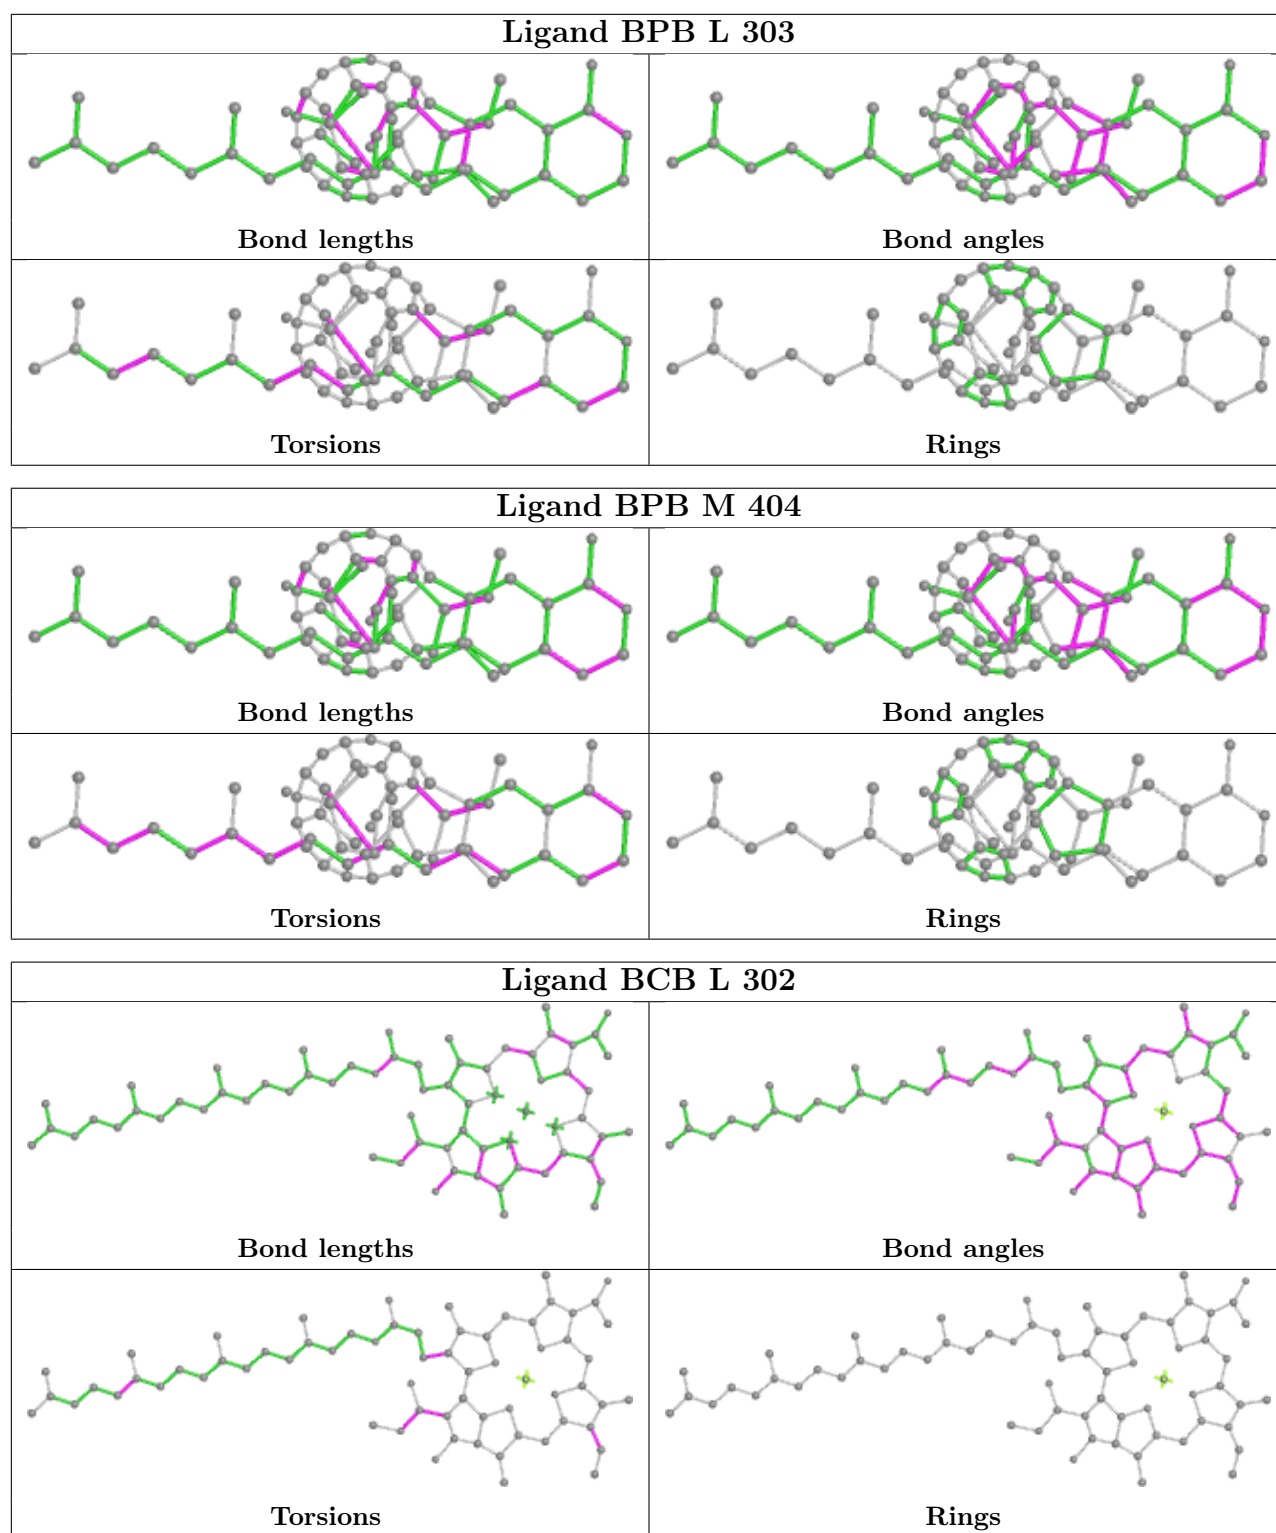 Ligand BPB L 303
Bond lengths
Bond angles
Torsions
Rings
Ligand BPB M 404
Bond lengths
Bond angles
Torsions
Rings
Ligand BCB L 302
Bond lengths
Bond angles
Torsions
Rings